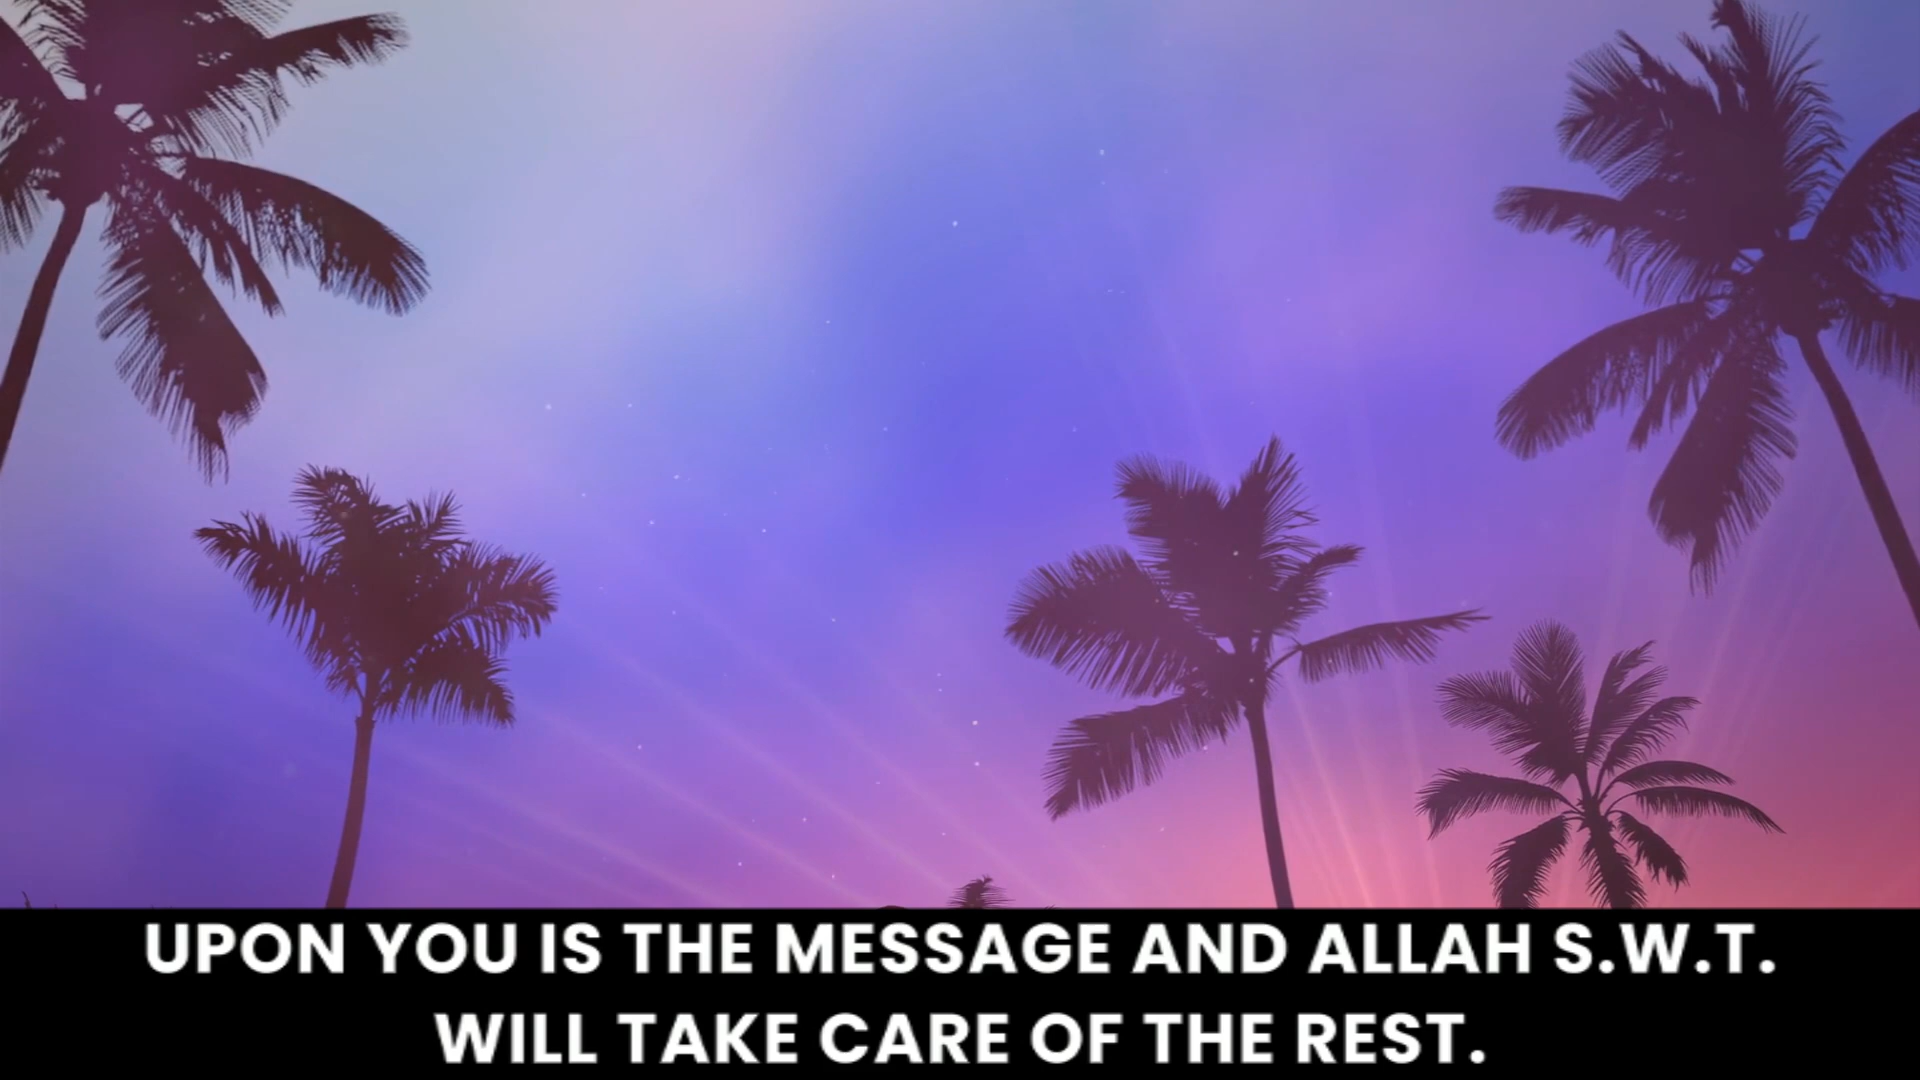 UPON YOU IS THE MESSAGE AND ALLAH S.W.T.
WILL TAKE CARE OF THE REST.